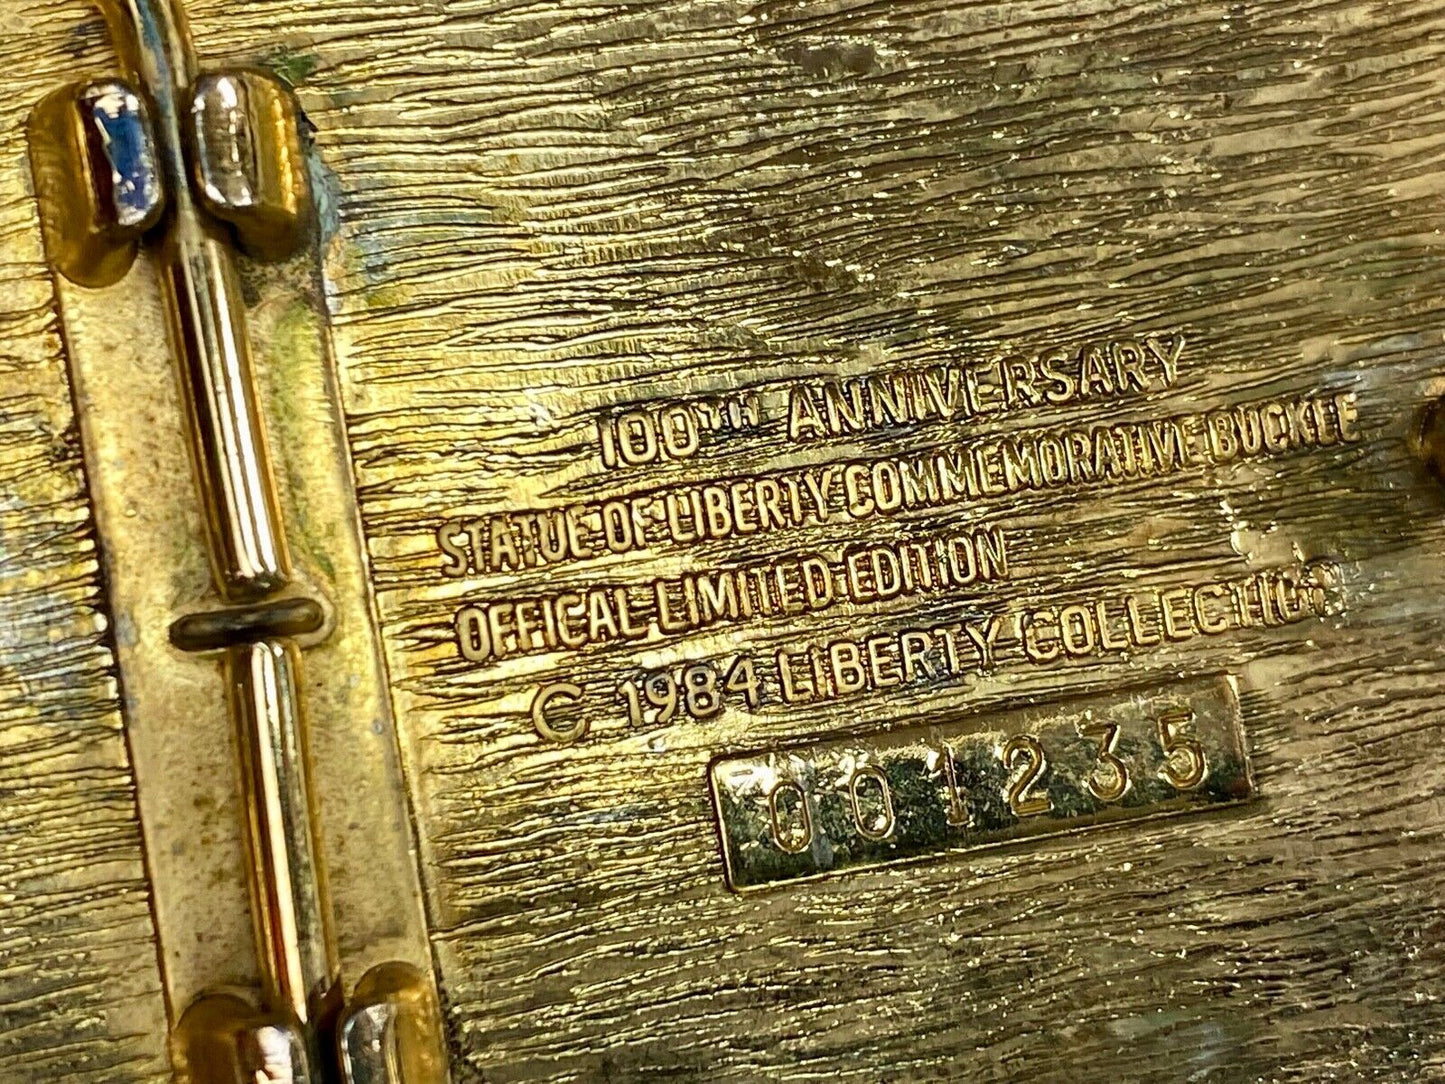 100TH ANNIVERSARY
STATUE OF LIBERTY COMMEMORATIVE BUCKLE
OFFICAL LIMITED EDITION
© 1984 LIBERTY COLLECTION
001235